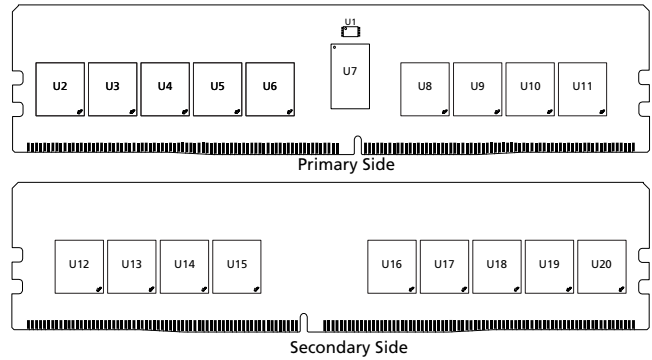 U1
U7
U2 U3 U4 U5 U6 U8 U9 U10 U11
Primary Side
U12 U13 U14 U15 U16 U17 U18 U19 U20
Secondary Side